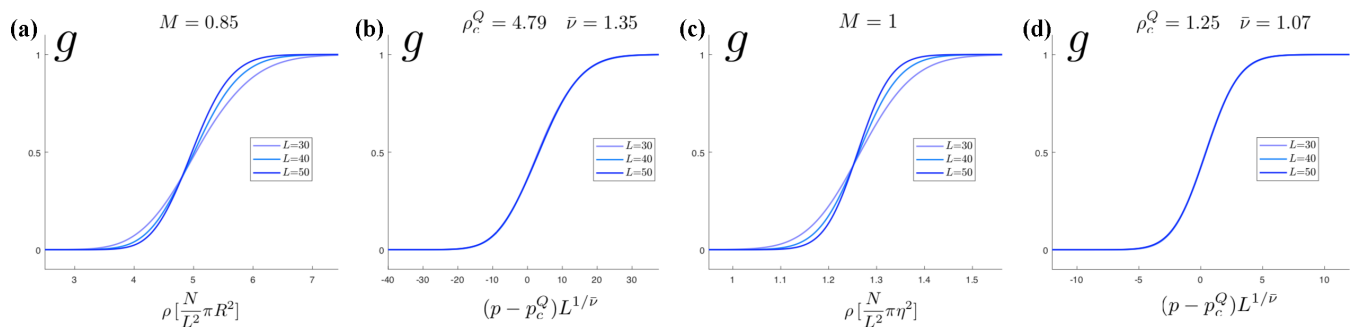 (a) M = 0.85
g
1
0.5
0
L=30
L=40
L=50
3 4 5 6 7
ρ [N/L² πR²]
(b) ρ_c^Q = 4.79 ν̄ = 1.35
g
1
0.5
0
L=30
L=40
L=50
-40 -30 -20 -10 0 10 20 30
(p − p_c^Q)L^{1/ν̄}
(c) M = 1
g
1
0.5
0
L=30
L=40
L=50
1 1.1 1.2 1.3 1.4 1.5
ρ [N/L² πη²]
(d) ρ_c^Q = 1.25 ν̄ = 1.07
g
1
0.5
0
L=30
L=40
L=50
-10 -5 0 5 10
(p − p_c^Q)L^{1/ν̄}